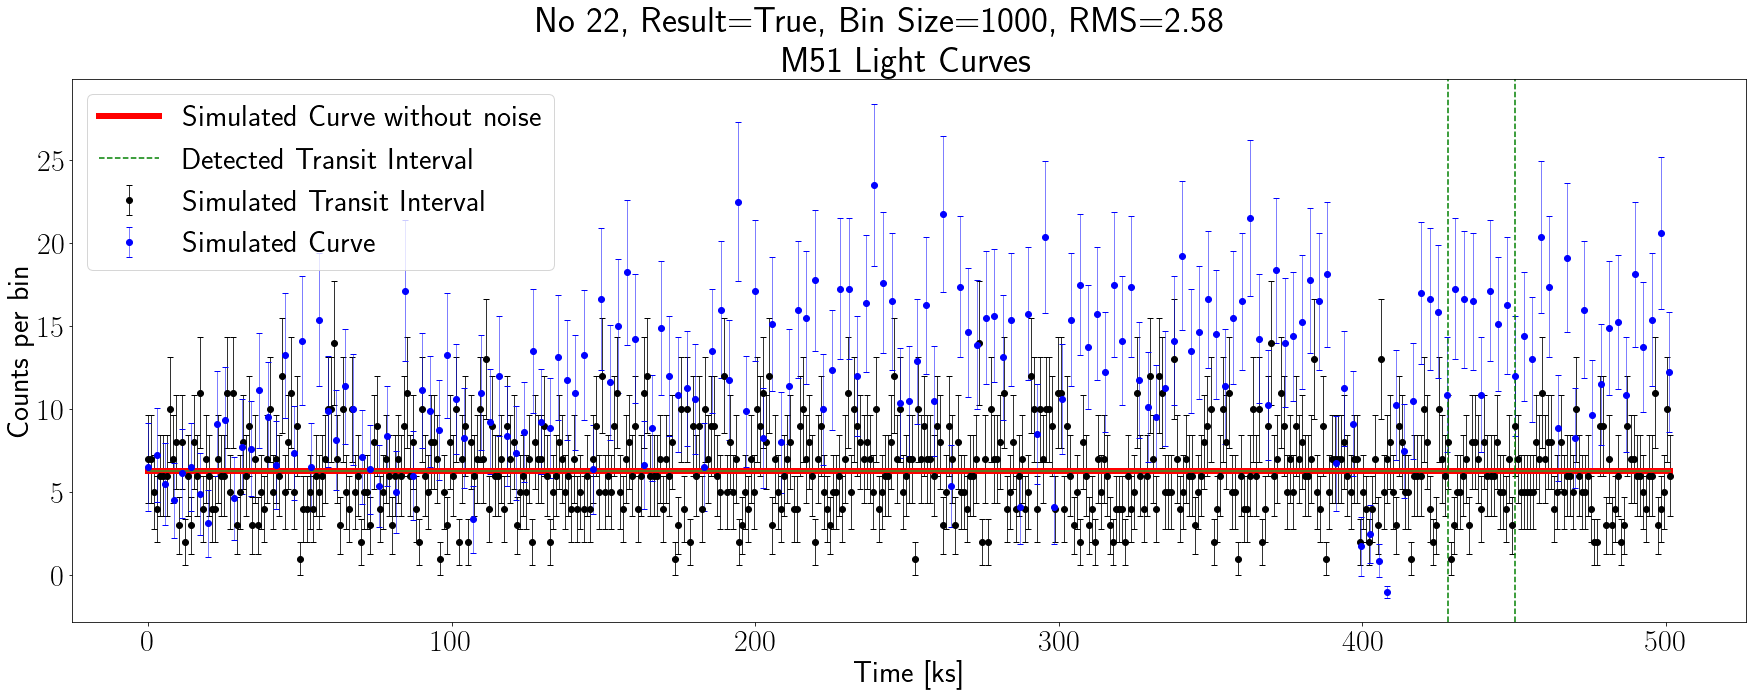 No 22, Result=True, Bin Size=1000, RMS=2.58
M51 Light Curves
Simulated Curve without noise
Detected Transit Interval
Simulated Transit Interval
Simulated Curve
Counts per bin
25
20
15
10
5
0
0 100 200 300 400 500
Time [ks]